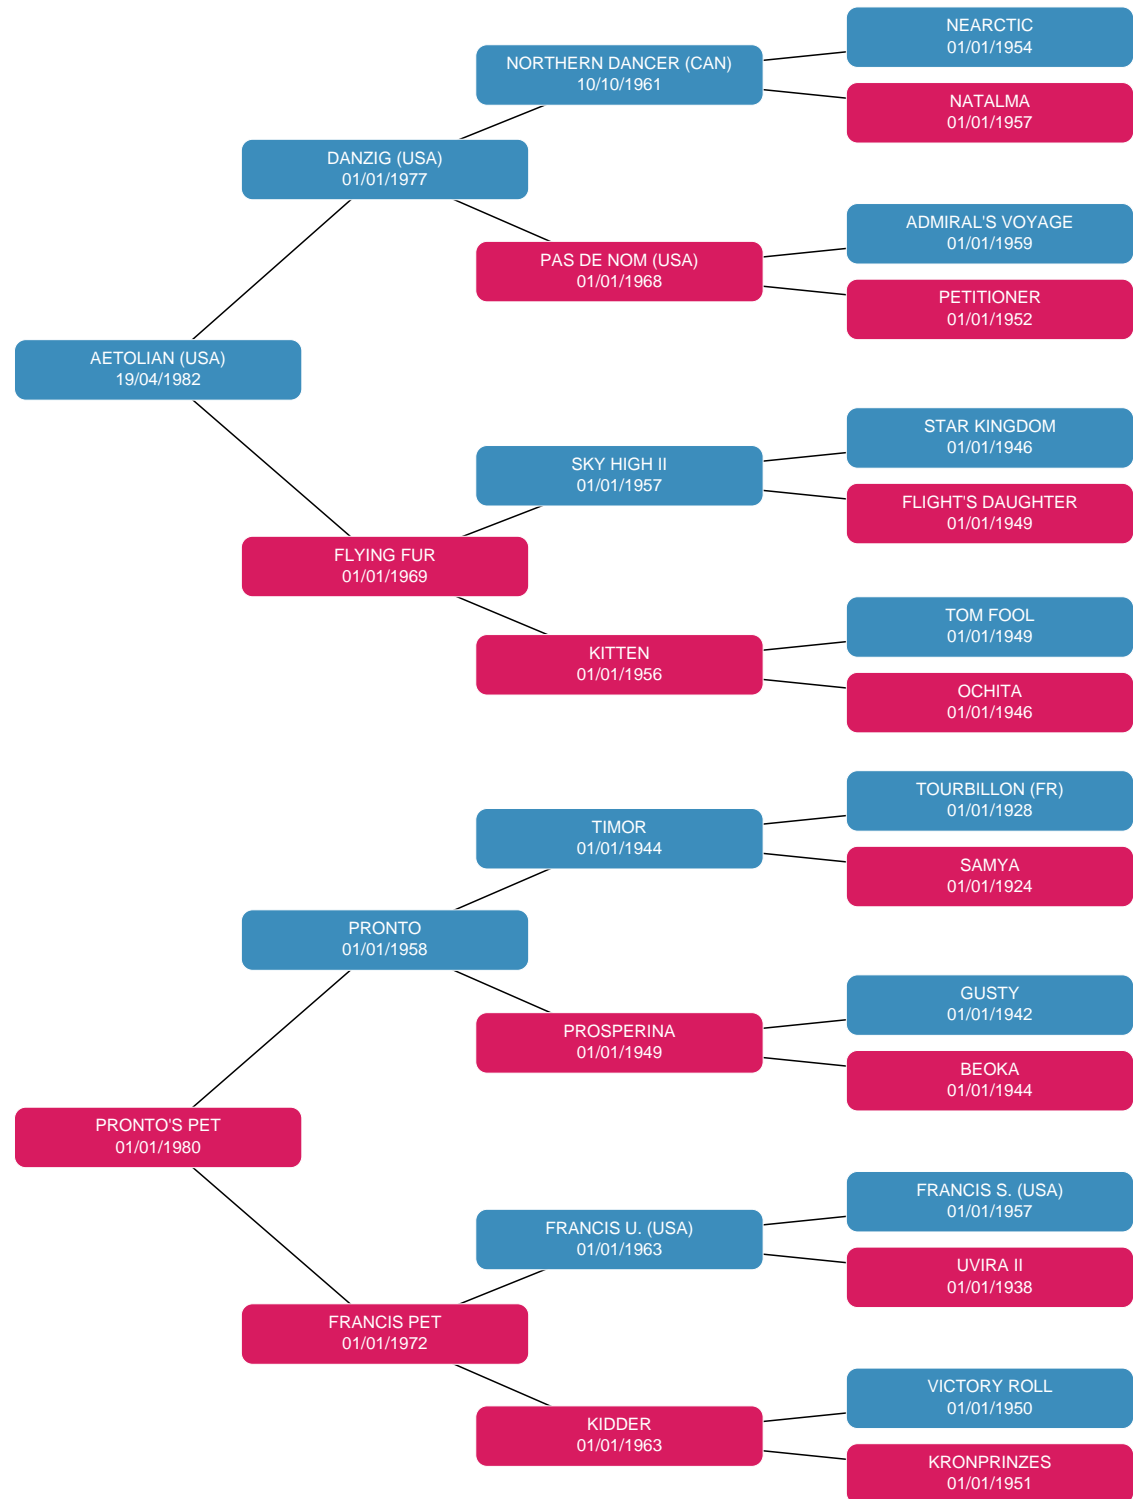 NEARCTIC
01/01/1954
NORTHERN DANCER (CAN)
10/10/1961
NATALMA
01/01/1957
DANZIG (USA)
01/01/1977
ADMIRAL'S VOYAGE
01/01/1959
PAS DE NOM (USA)
01/01/1968
PETITIONER
01/01/1952
AETOLIAN (USA)
19/04/1982
STAR KINGDOM
01/01/1946
SKY HIGH II
01/01/1957
FLIGHT'S DAUGHTER
01/01/1949
FLYING FUR
01/01/1969
TOM FOOL
01/01/1949
KITTEN
01/01/1956
OCHITA
01/01/1946
TOURBILLON (FR)
01/01/1928
TIMOR
01/01/1944
SAMYA
01/01/1924
PRONTO
01/01/1958
GUSTY
01/01/1942
PROSPERINA
01/01/1949
BEOKA
01/01/1944
PRONTO'S PET
01/01/1980
FRANCIS S. (USA)
01/01/1957
FRANCIS U. (USA)
01/01/1963
UVIRA II
01/01/1938
FRANCIS PET
01/01/1972
VICTORY ROLL
01/01/1950
KIDDER
01/01/1963
KRONPRINZES
01/01/1951